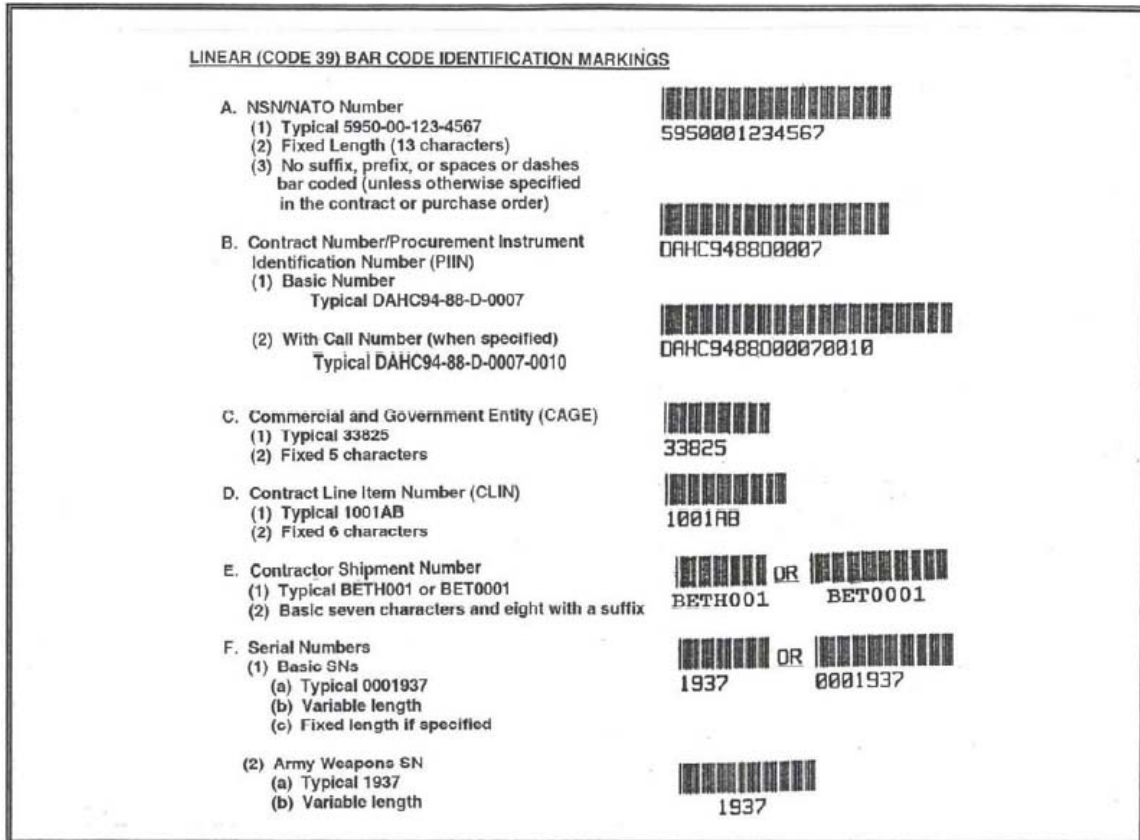 LINEAR (CODE 39) BAR CODE IDENTIFICATION MARKINGS
A. NSN/NATO Number
(1) Typical 5950-00-123-4567
(2) Fixed Length (13 characters)
(3) No suffix, prefix, or spaces or dashes
bar coded (unless otherwise specified
in the contract or purchase order)
5950001234567
B. Contract Number/Procurement Instrument
Identification Number (PIIN)
(1) Basic Number
Typical DAHC94-88-D-0007
DAHC9488D0007
(2) With Call Number (when specified)
Typical DAHC94-88-D-0007-0010
DAHC9488D00070010
C. Commercial and Government Entity (CAGE)
(1) Typical 33825
(2) Fixed 5 characters
33825
D. Contract Line Item Number (CLIN)
(1) Typical 1001AB
(2) Fixed 6 characters
1001AB
E. Contractor Shipment Number
(1) Typical BETH001 or BET0001
(2) Basic seven characters and eight with a suffix
OR
BETH001 BET0001
F. Serial Numbers
(1) Basic SNs
(a) Typical 0001937
(b) Variable length
(c) Fixed length if specified
OR
1937 0001937
(2) Army Weapons SN
(a) Typical 1937
(b) Variable length
1937